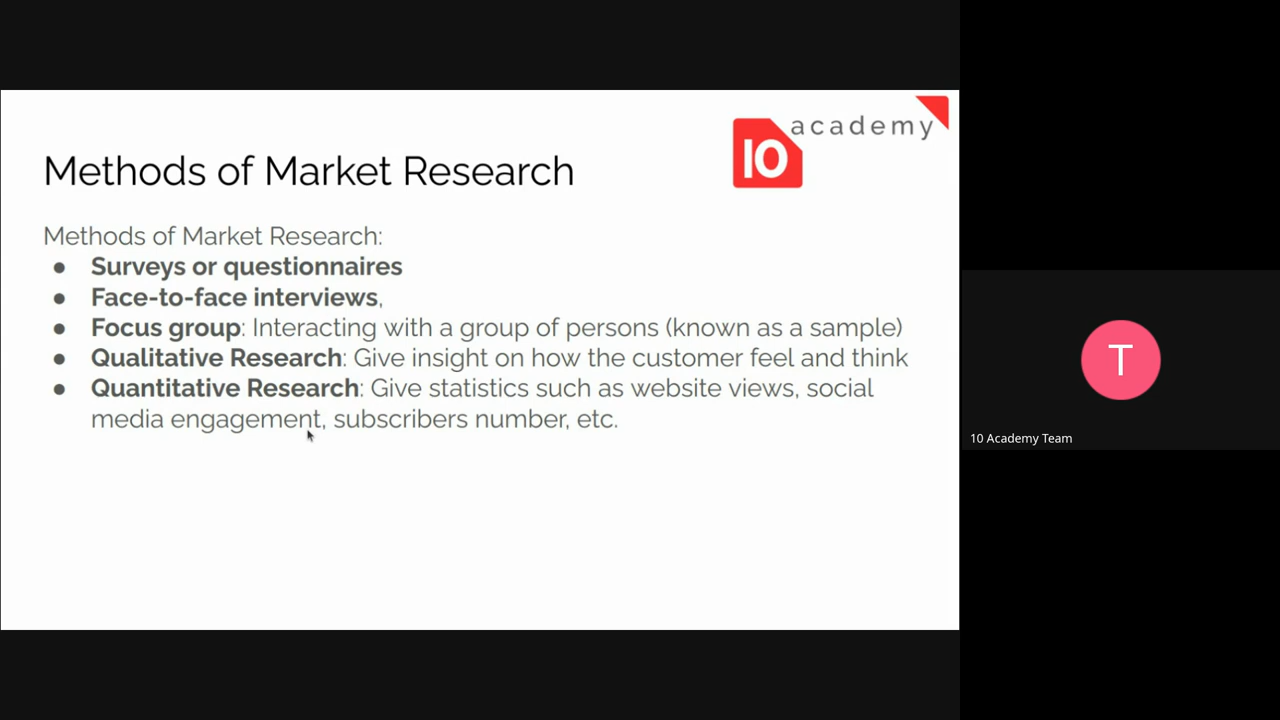 academy
10
Methods of Market Research
Methods of Market Research:
● Surveys or questionnaires
● Face-to-face interviews,
● Focus group: Interacting with a group of persons (known as a sample)
● Qualitative Research: Give insight on how the customer feel and think
● Quantitative Research: Give statistics such as website views, social
media engagement, subscribers number, etc.
T
10 Academy Team